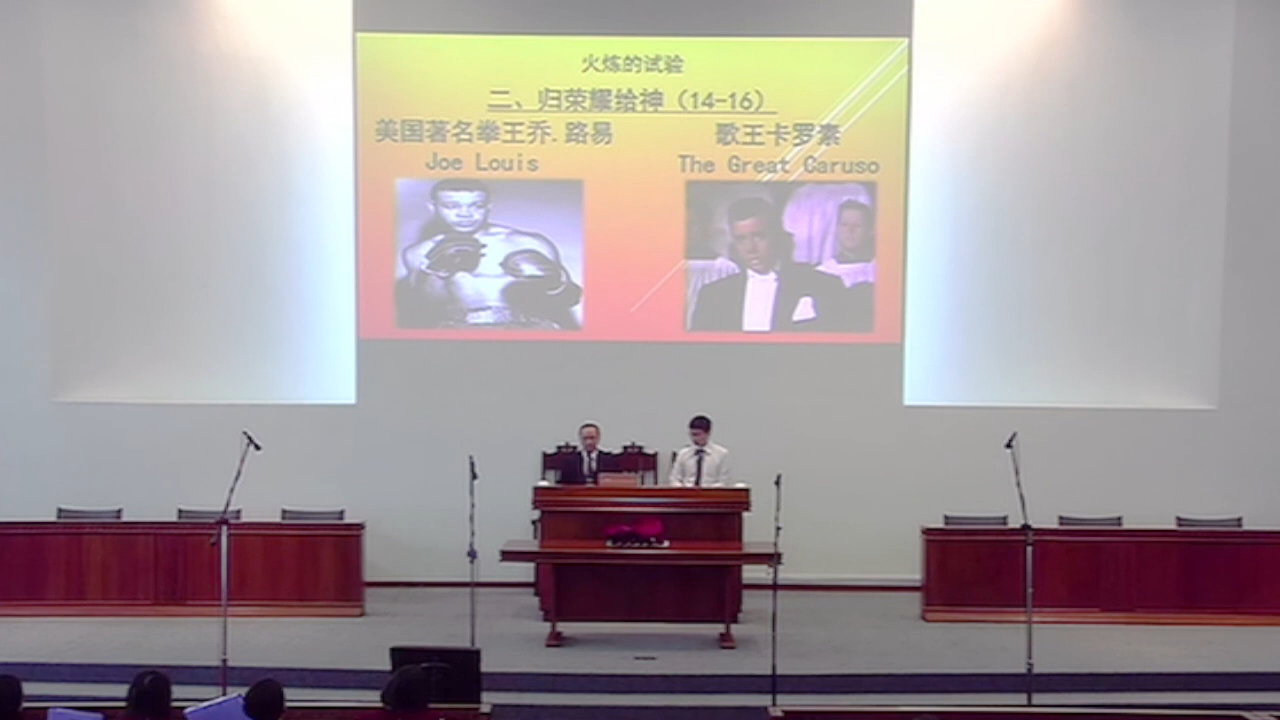 火炼的试验
二、归荣耀给神（14-16）
美国著名拳王乔.路易
歌王卡罗素
Joe Louis
The Great Caruso